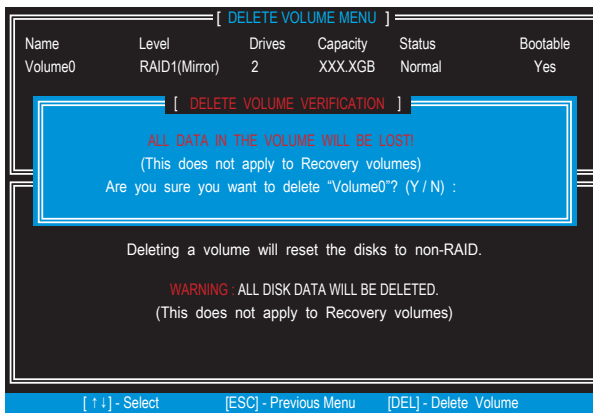 [ DELETE VOLUME MENU ]
Name Level Drives Capacity Status Bootable
Volume0 RAID1(Mirror) 2 XXX.XGB Normal Yes
[ DELETE VOLUME VERIFICATION ]
ALL DATA IN THE VOLUME WILL BE LOST!
(This does not apply to Recovery volumes)
Are you sure you want to delete “Volume0”? (Y / N) :
Deleting a volume will reset the disks to non-RAID.
WARNING : ALL DISK DATA WILL BE DELETED.
(This does not apply to Recovery volumes)
[ ↑↓] - Select [ESC] - Previous Menu [DEL] - Delete Volume